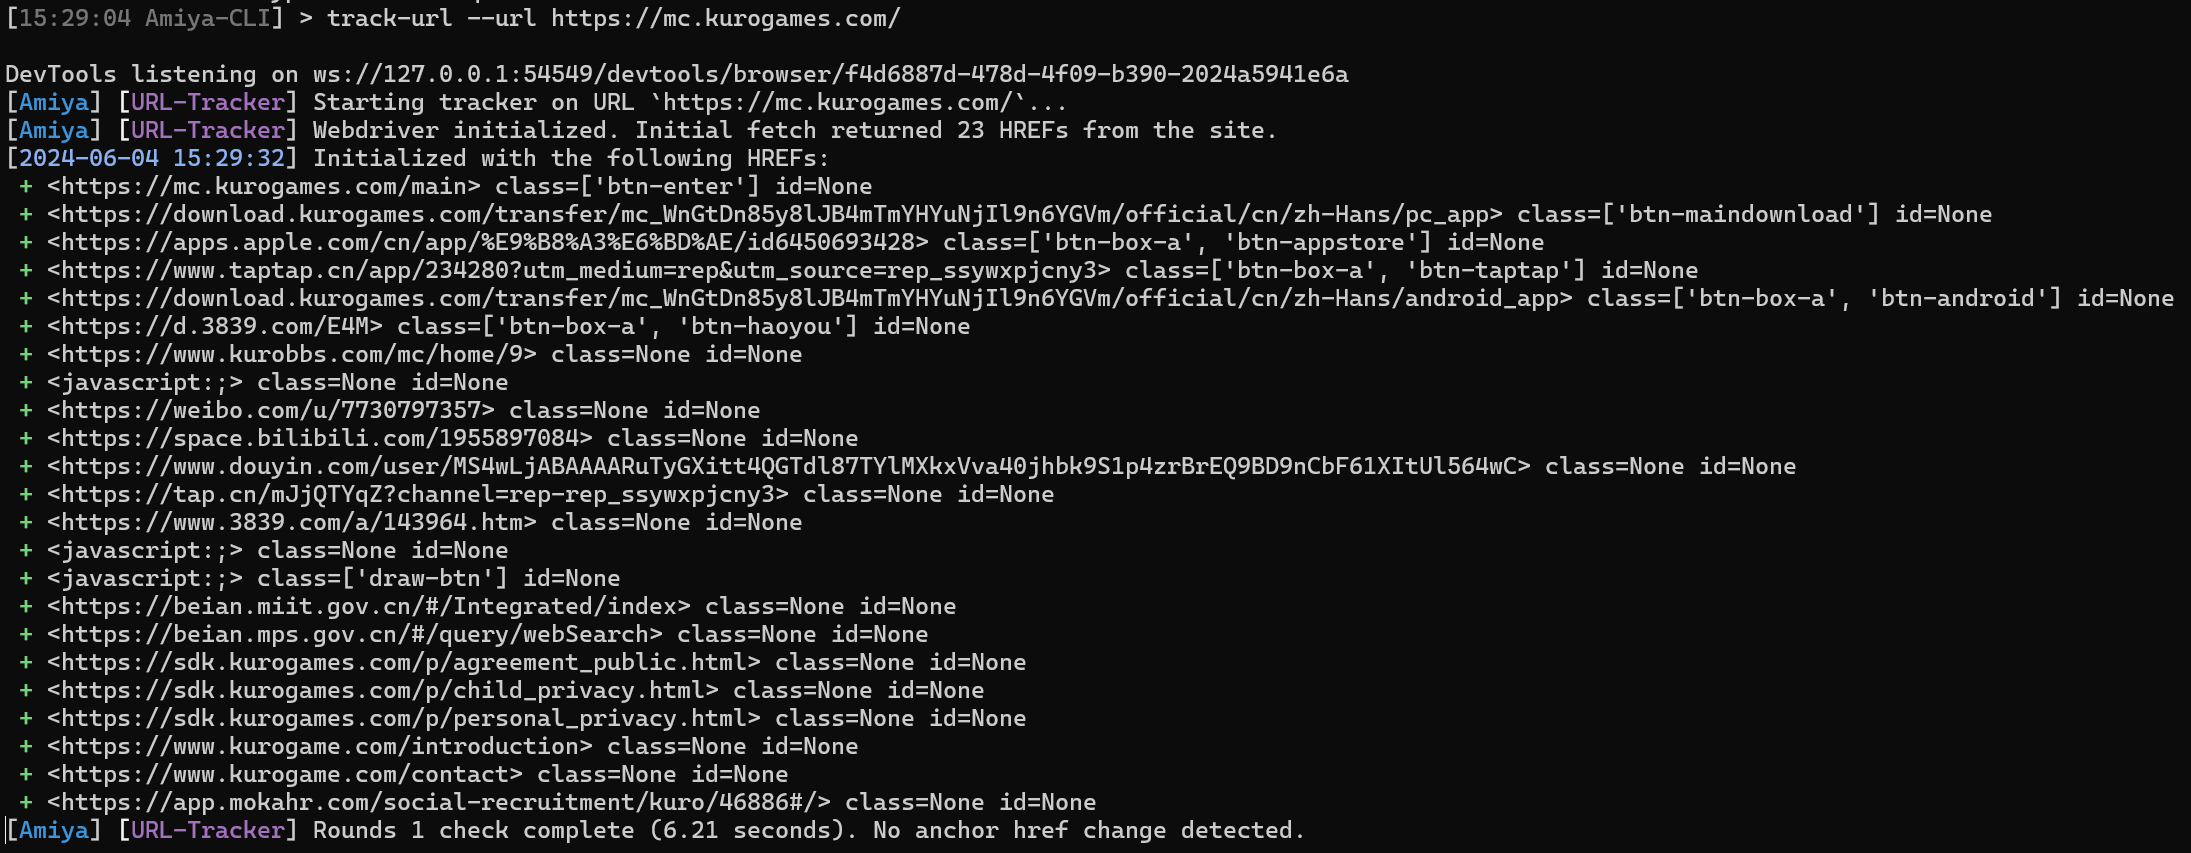 [15:29:04 Amiya-CLI] > track-url --url https://mc.kurogames.com/
DevTools listening on ws://127.0.0.1:54549/devtools/browser/f4d6887d-478d-4f09-b390-2024a5941e6a
[Amiya] [URL-Tracker] Starting tracker on URL `https://mc.kurogames.com/`...
[Amiya] [URL-Tracker] Webdriver initialized. Initial fetch returned 23 HREFs from the site.
[2024-06-04 15:29:32] Initialized with the following HREFs:
+ <https://mc.kurogames.com/main> class=['btn-enter'] id=None
+ <https://download.kurogames.com/transfer/mc_WnGtDn85y8lJB4mTmYHYuNjIl9n6YGVm/official/cn/zh-Hans/pc_app> class=['btn-maindownload'] id=None
+ <https://apps.apple.com/cn/app/%E9%B8%A3%E6%BD%AE/id6450693428> class=['btn-box-a', 'btn-appstore'] id=None
+ <https://www.taptap.cn/app/234280?utm_medium=rep&utm_source=rep_ssywxpjcny3> class=['btn-box-a', 'btn-taptap'] id=None
+ <https://download.kurogames.com/transfer/mc_WnGtDn85y8lJB4mTmYHYuNjIl9n6YGVm/official/cn/zh-Hans/android_app> class=['btn-box-a', 'btn-android'] id=None
+ <https://d.3839.com/E4M> class=['btn-box-a', 'btn-haoyou'] id=None
+ <https://www.kurobbs.com/mc/home/9> class=None id=None
+ <javascript:;> class=None id=None
+ <https://weibo.com/u/7730797357> class=None id=None
+ <https://space.bilibili.com/1955897084> class=None id=None
+ <https://www.douyin.com/user/MS4wLjABAAAARuTyGXitt4QGTdl87TYlMXkxVva40jhbk9S1p4zrBrEQ9BD9nCbF61XItUl564wC> class=None id=None
+ <https://tap.cn/mJjQTYqZ?channel=rep-rep_ssywxpjcny3> class=None id=None
+ <https://www.3839.com/a/143964.htm> class=None id=None
+ <javascript:;> class=None id=None
+ <javascript:;> class=['draw-btn'] id=None
+ <https://beian.miit.gov.cn/#/Integrated/index> class=None id=None
+ <https://beian.mps.gov.cn/#/query/webSearch> class=None id=None
+ <https://sdk.kurogames.com/p/agreement_public.html> class=None id=None
+ <https://sdk.kurogames.com/p/child_privacy.html> class=None id=None
+ <https://sdk.kurogames.com/p/personal_privacy.html> class=None id=None
+ <https://www.kurogame.com/introduction> class=None id=None
+ <https://www.kurogame.com/contact> class=None id=None
+ <https://app.mokahr.com/social-recruitment/kuro/46886#/> class=None id=None
[Amiya] [URL-Tracker] Rounds 1 check complete (6.21 seconds). No anchor href change detected.